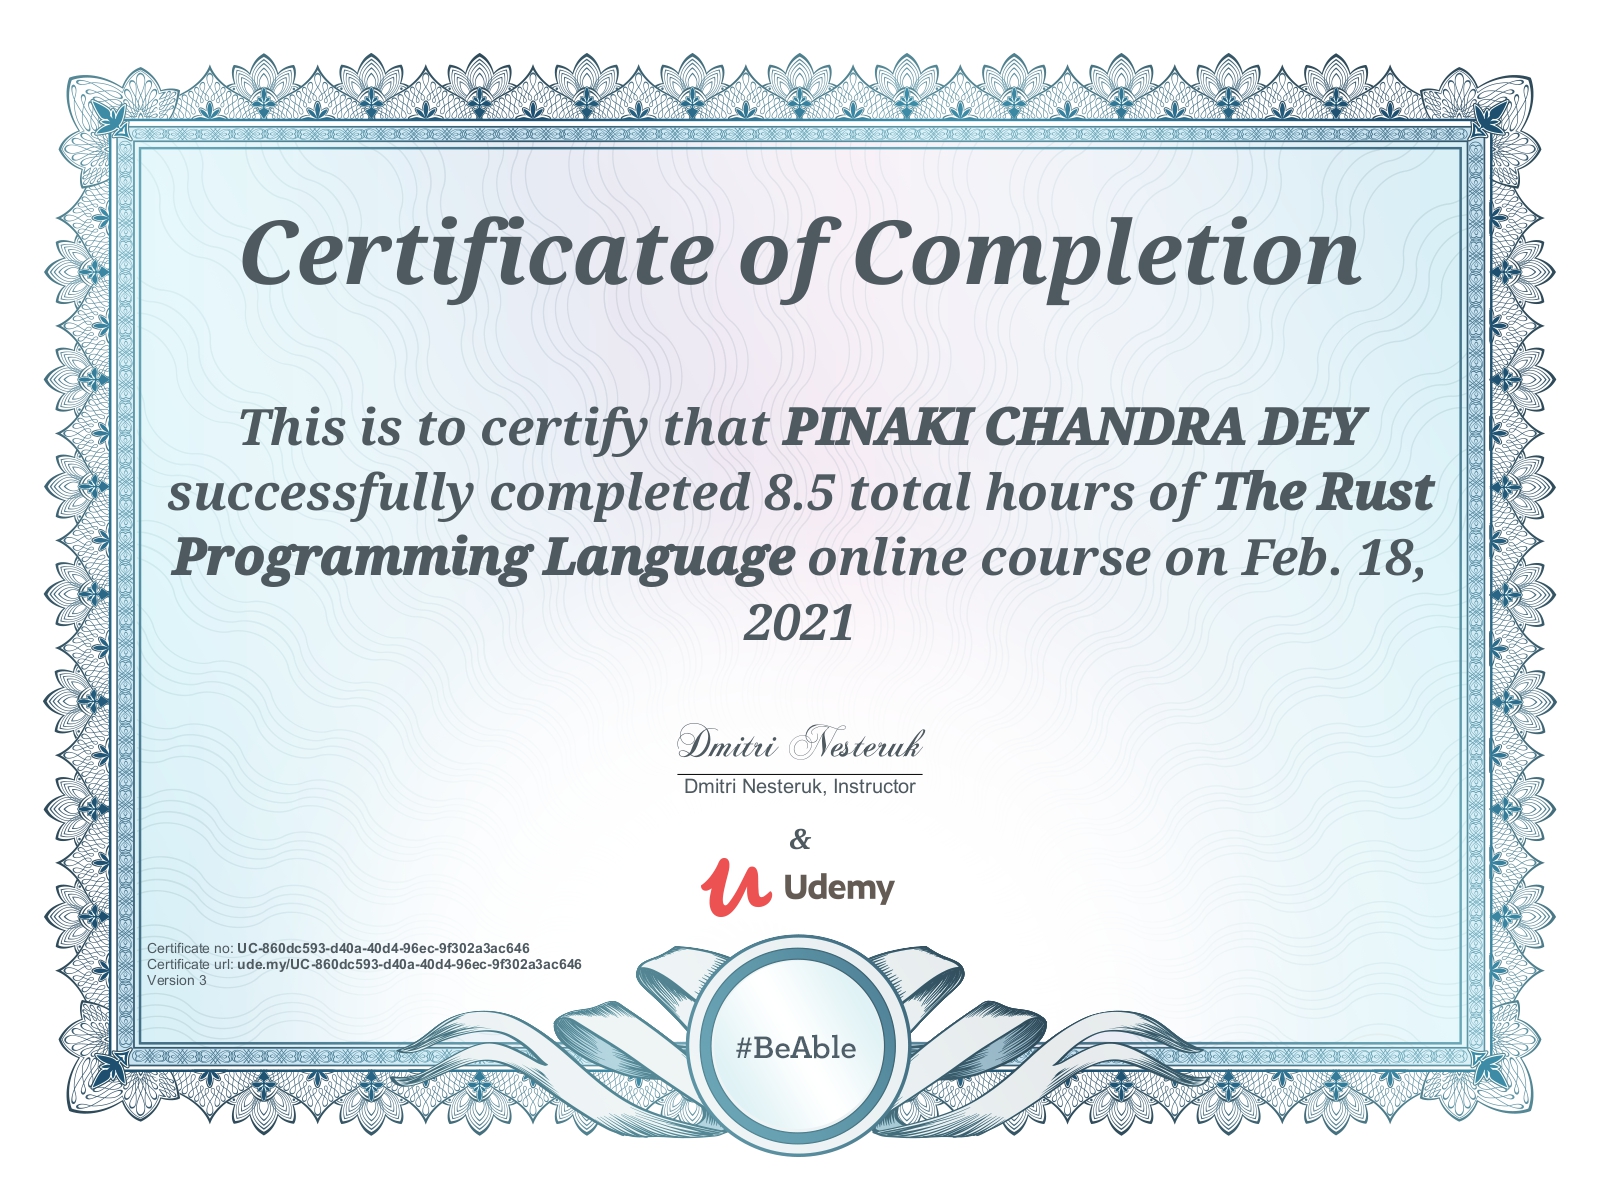 Certificate of Completion
This is to certify that PINAKI CHANDRA DEY
successfully completed 8.5 total hours of The Rust
Programming Language online course on Feb. 18,
2021
Dmitri Nesteruk
Dmitri Nesteruk, Instructor
&
Udemy
Certificate no: UC-860dc593-d40a-40d4-96ec-9f302a3ac646
Certificate url: ude.my/UC-860dc593-d40a-40d4-96ec-9f302a3ac646
Version 3
#BeAble